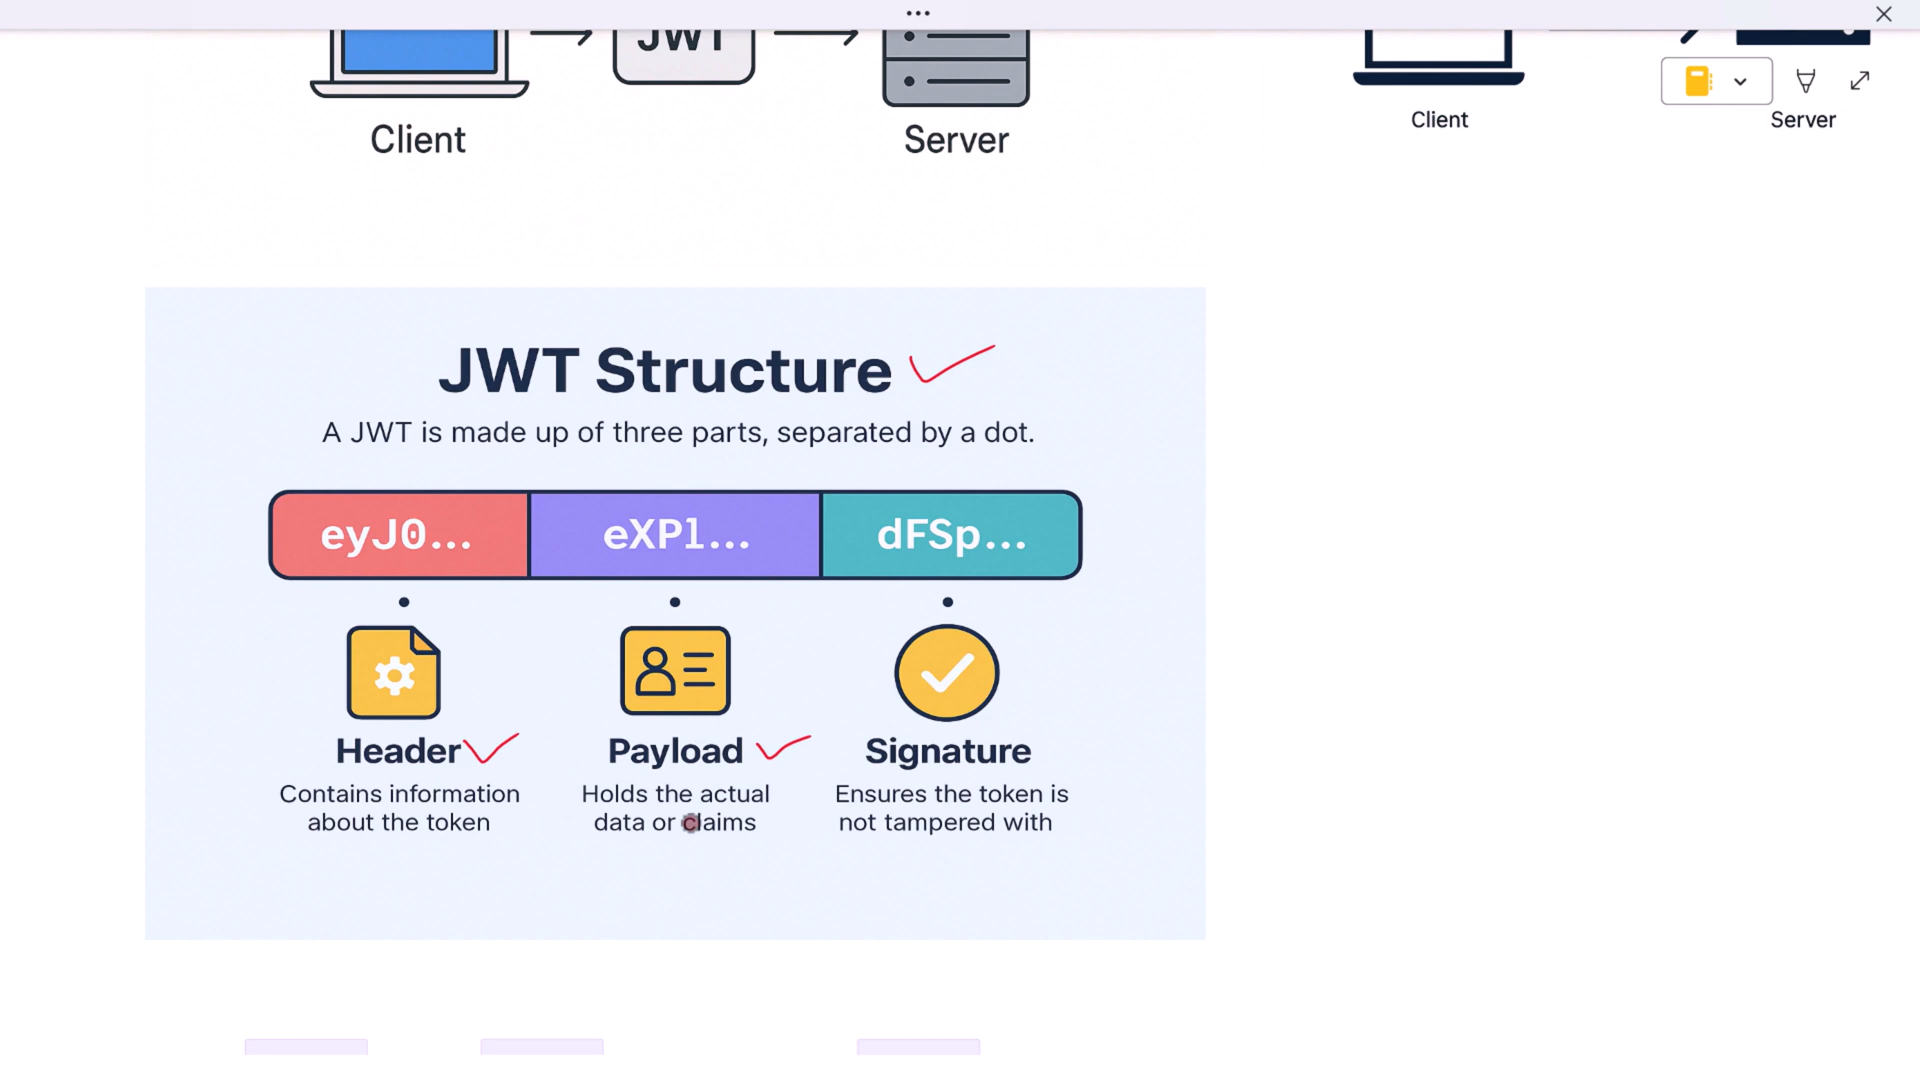 JWT
Client
Server
Client
Server
JWT Structure
A JWT is made up of three parts, separated by a dot.
eyJ0...
eXPl...
dFSp...
Header
Contains information
about the token
Payload
Holds the actual
data or claims
Signature
Ensures the token is
not tampered with